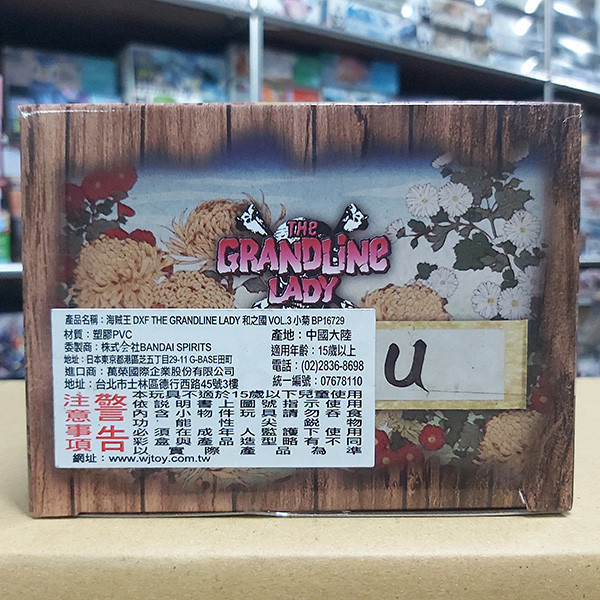 THE
GRANDLINE
LADY
U
產品名稱：海賊王 DXF THE GRANDLINE LADY 和之國 VOL.3 小菊 BP16729
材質：塑膠PVC
產地：中國大陸
委製商：株式会社BANDAI SPIRITS
適用年齡：15歲以上
地址：日本東京都港區芝五丁目29-11 G-BASE田町
電話：(02)2836-8698
進口商：萬榮國際企業股份有限公司
統一編號：07678110
地址：台北市士林區德行西路45號3樓
注意事項
警告
本玩具不適於15歲以下兒童使用
依說明書上圖號指示使用
內含小物件玩具請勿吞食
功能性尖銳物
必須在成年人監護下使用
彩盒與產品造型略有不同
以實際產品為準
網址：www.wjtoy.com.tw